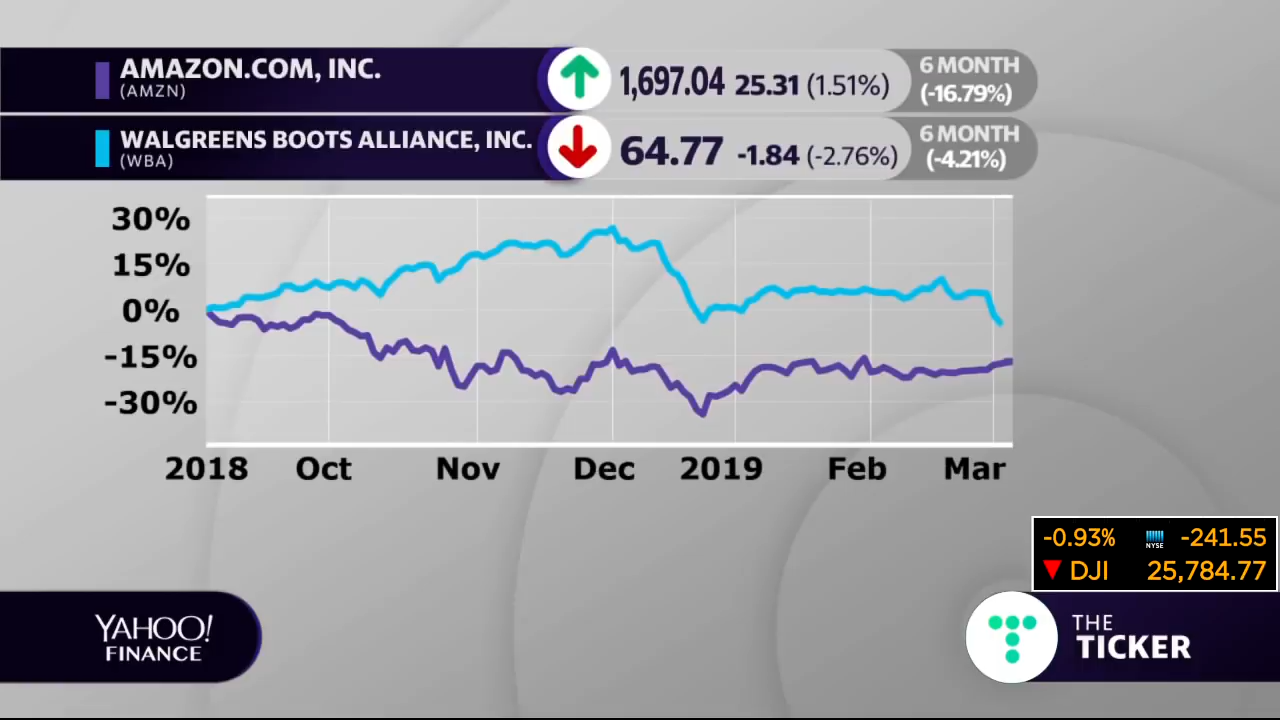 AMAZON.COM, INC.
(AMZN)
1,697.04 25.31 (1.51%)
6 MONTH
(-16.79%)
WALGREENS BOOTS ALLIANCE, INC.
(WBA)
64.77 -1.84 (-2.76%)
6 MONTH
(-4.21%)
30%
15%
0%
-15%
-30%
2018 Oct Nov Dec 2019 Feb Mar
-0.93% NYSE -241.55
DJI 25,784.77
YAHOO!
FINANCE
THE
TICKER